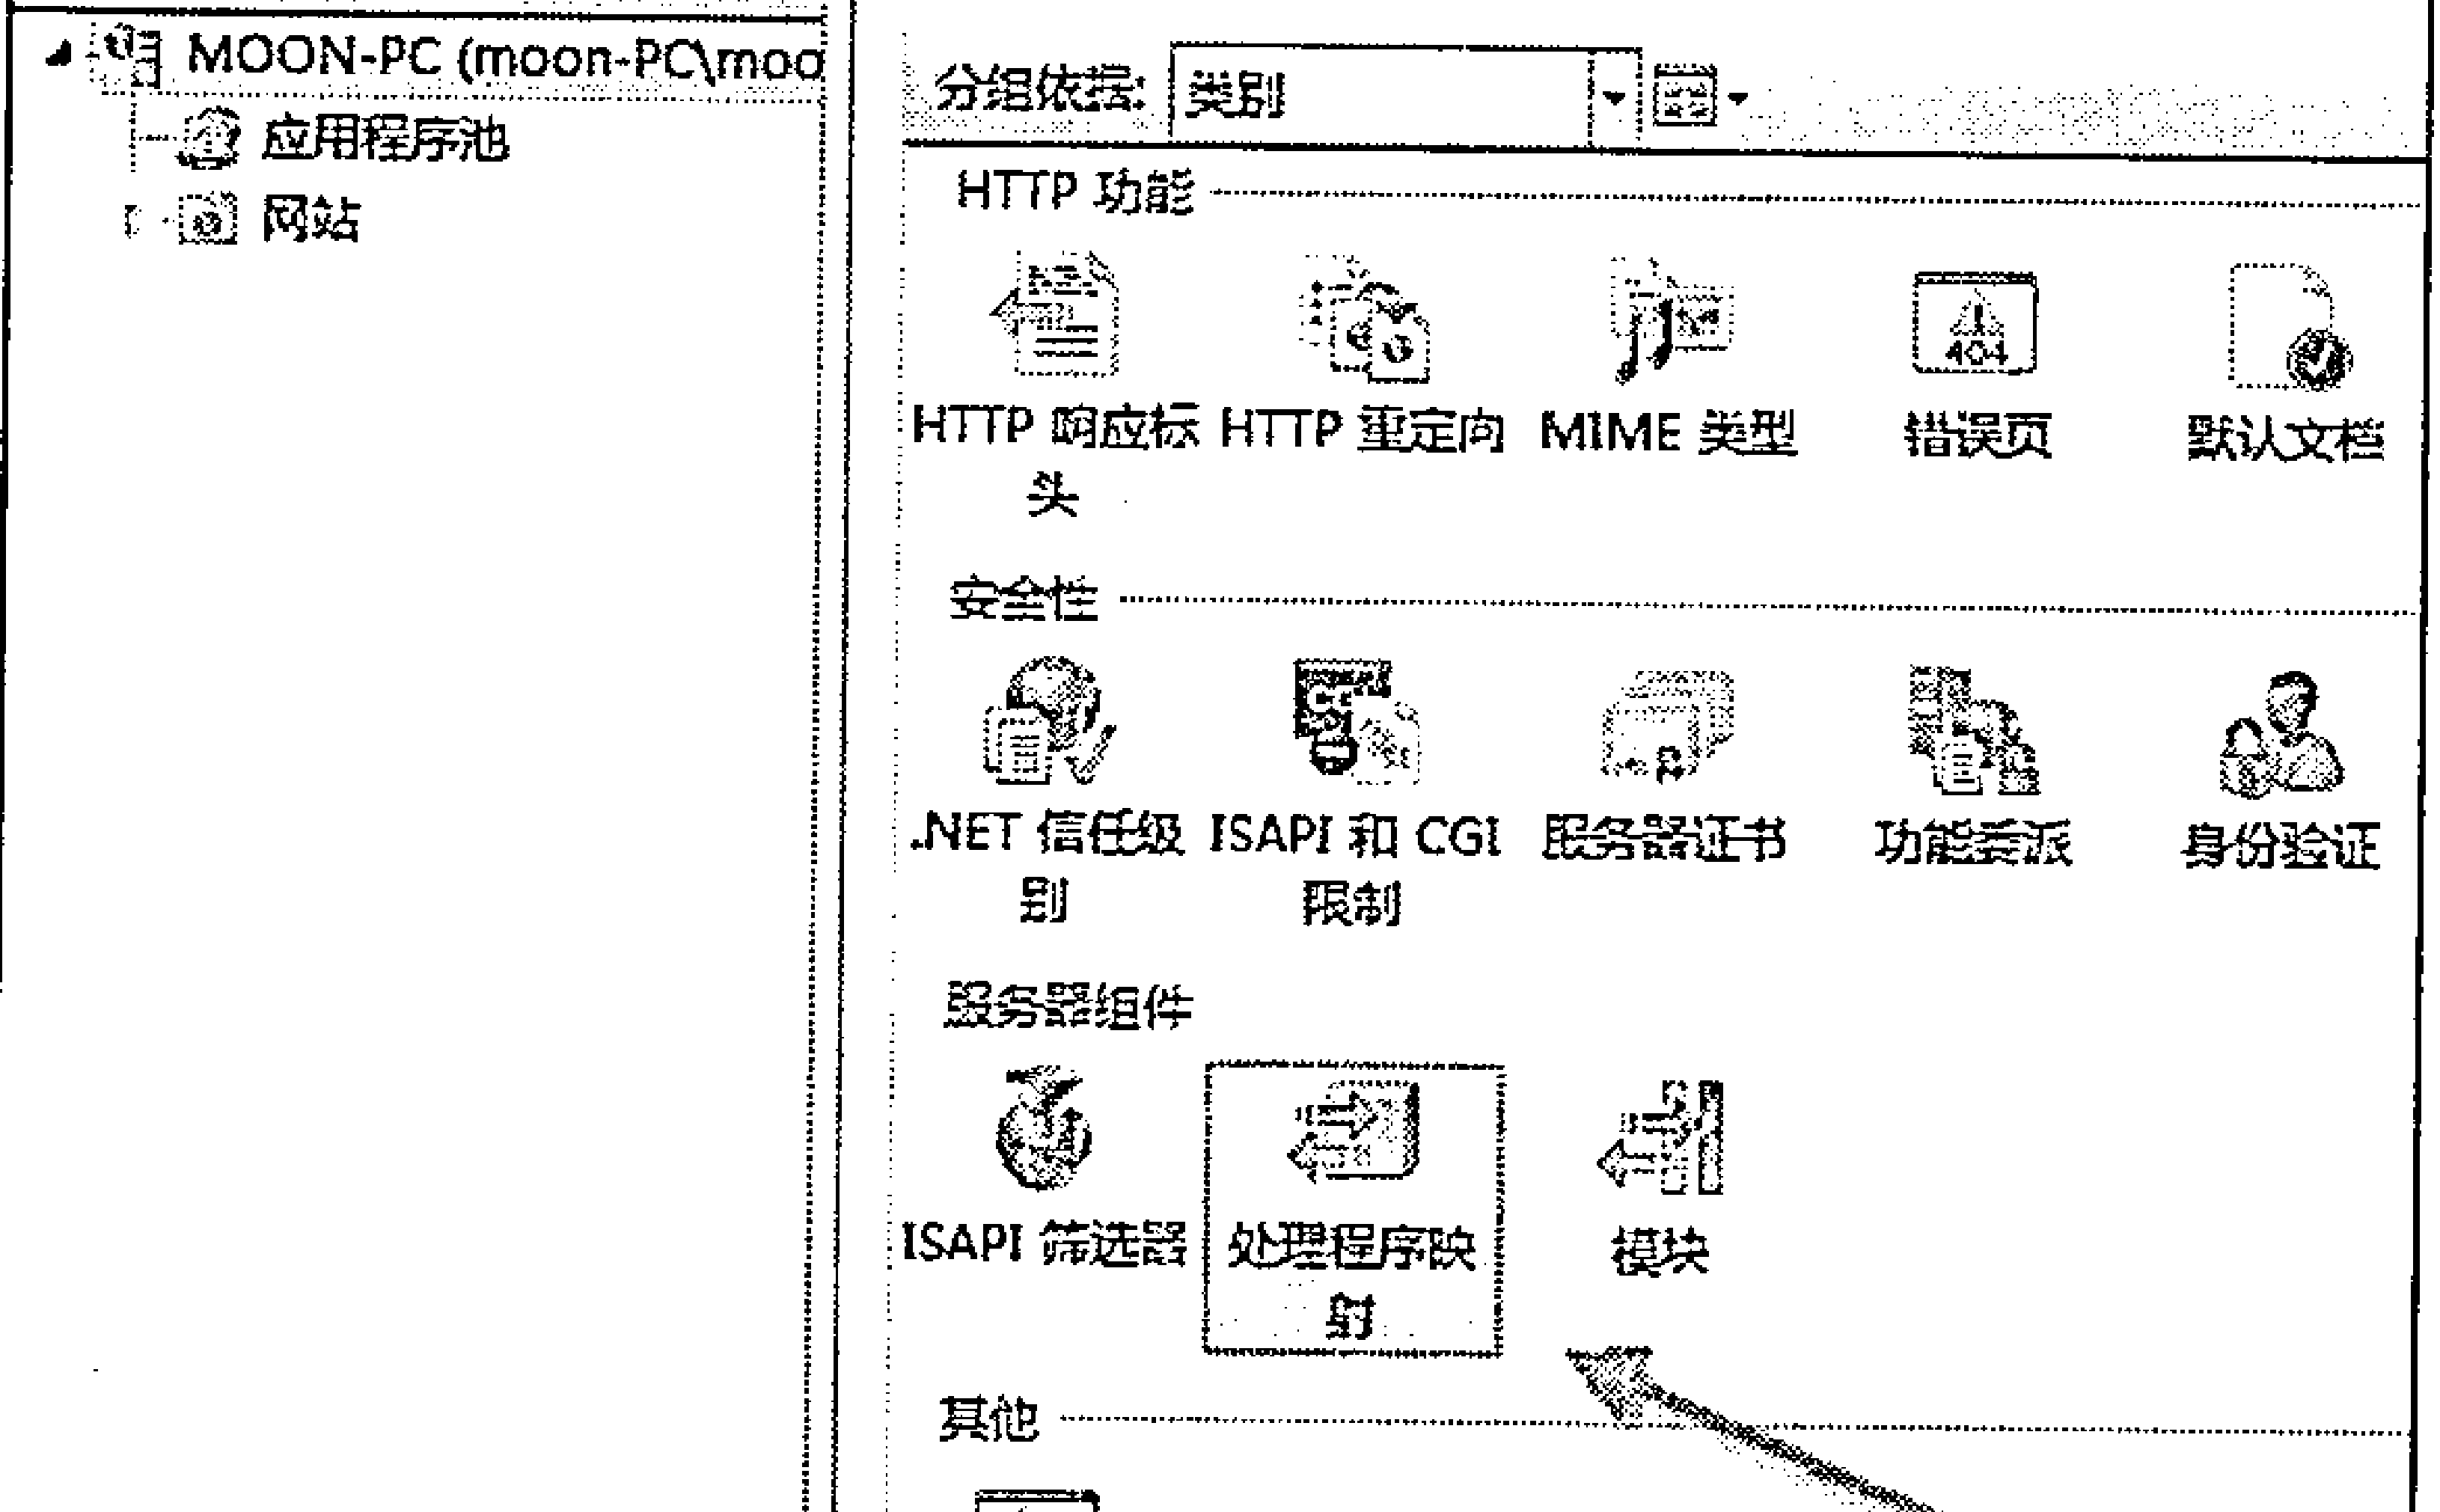 MOON-PC (moon-PC\moo
应用程序池
网站
分组依据: 类别
HTTP 功能
HTTP 响应标头
HTTP 重定向
MIME 类型
404
错误页
默认文档
安全性
.NET 信任级别
ISAPI 和 CGI 限制
服务器证书
功能委派
身份验证
服务器组件
ISAPI 筛选器
处理程序映射
模块
其他